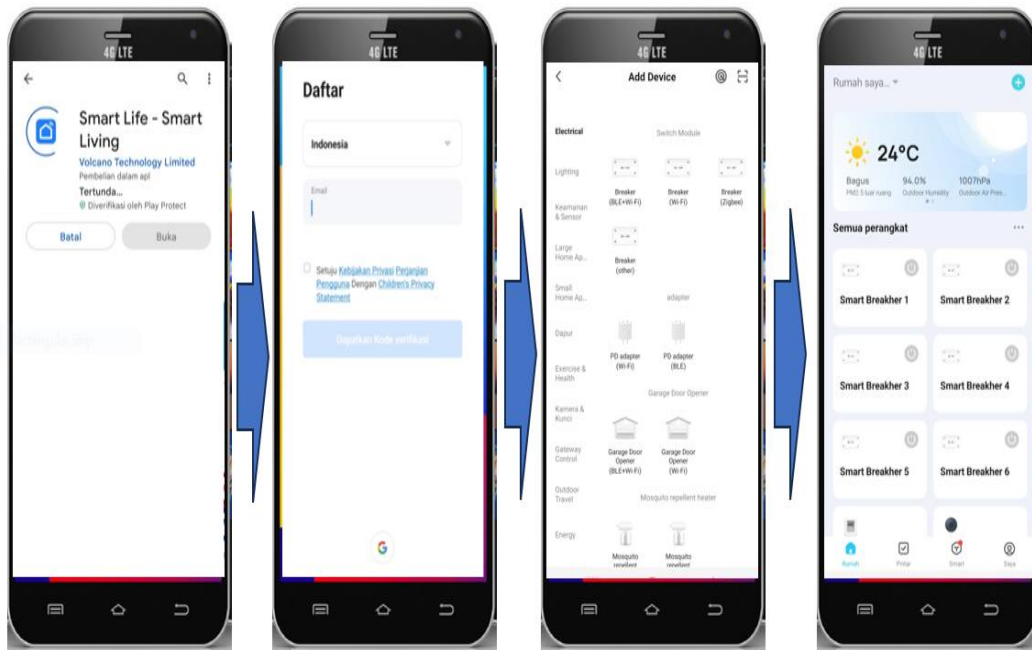 4G LTE
Smart Life - Smart
Living
Volcano Technology Limited
Pembelian dalam apl
Tertunda...
Diverifikasi oleh Play Protect
Batal
Buka
4G LTE
Daftar
Indonesia
Email
Setuju Kebijakan Privasi Perjanjian
Pengguna Dengan Children's Privacy
Statement
Dapatkan Kode verifikasi
4G LTE
Add Device
Electrical
Lighting
Keamanan
& Sensor
Large
Home Ap...
Small
Home Ap...
Dapur
Exercise &
Health
Kamera &
Kunci
Gateway
Control
Outdoor
Travel
Energy
Switch Module
Breaker
(BLE+Wi-Fi)
Breaker
(Wi-Fi)
Breaker
(Zigbee)
Breaker
(other)
adapter
PD adapter
(Wi-Fi)
PD adapter
(BLE)
Garage Door Opener
Garage Door
Opener
(BLE+Wi-Fi)
Garage Door
Opener
(Wi-Fi)
Mosquito repellent heater
Mosquito
repellent
Mosquito
repellent
4G LTE
Rumah saya...
24°C
Bagus
PM2.5 luar ruang
94.0%
Outdoor Humidity
1007hPa
Outdoor Air Pres...
Semua perangkat
Smart Breakher 1
Smart Breakher 2
Smart Breakher 3
Smart Breakher 4
Smart Breakher 5
Smart Breakher 6
Rumah
Pintar
Smart
Saya